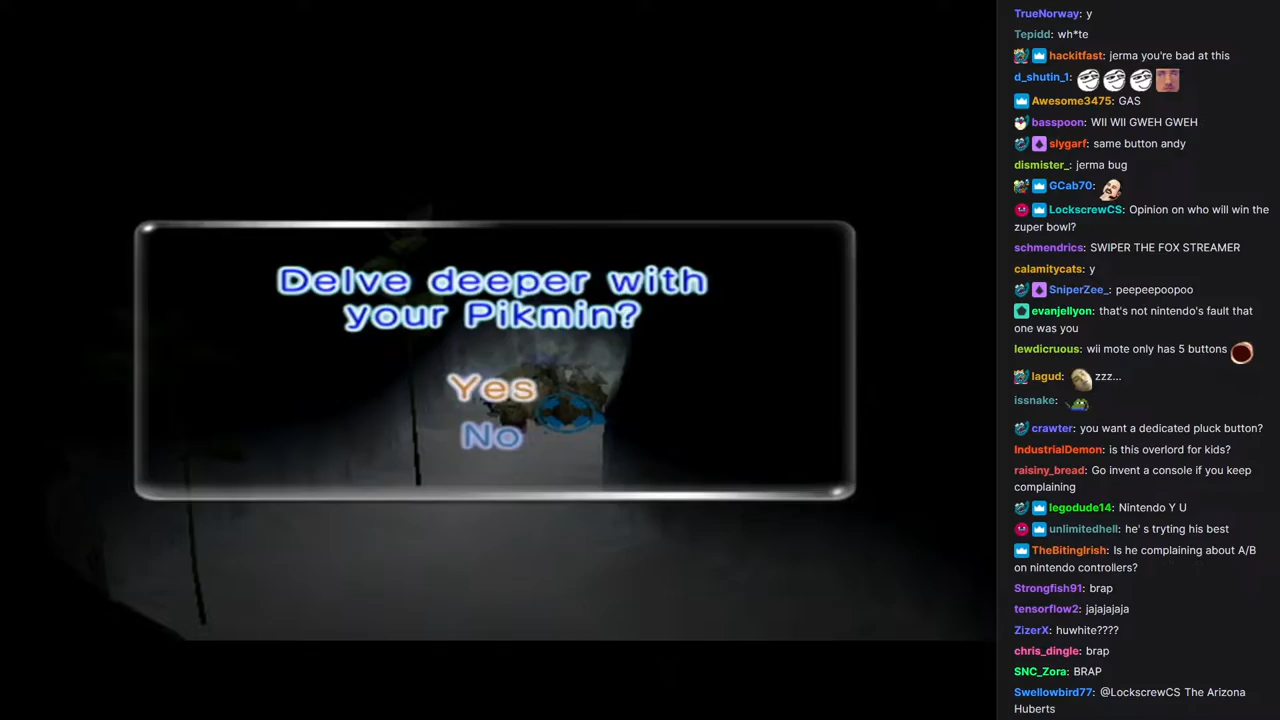 Delve deeper with
your Pikmin?
Yes
No
TrueNorway: y
Tepidd: wh*te
hackitfast: jerma you're bad at this
d_shutin_1:
Awesome3475: GAS
basspoon: WII WII GWEH GWEH
slygarf: same button andy
dismister_: jerma bug
GCab70:
LockscrewCS: Opinion on who will win the
zuper bowl?
schmendrics: SWIPER THE FOX STREAMER
calamitycats: y
SniperZee_: peepeepoopoo
evanjellyon: that's not nintendo's fault that
one was you
lewdicruous: wii mote only has 5 buttons
lagud: zzz...
issnake:
crawter: you want a dedicated pluck button?
IndustrialDemon: is this overlord for kids?
raisiny_bread: Go invent a console if you keep
complaining
legodude14: Nintendo Y U
unlimitedhell: he' s tryting his best
TheBitingIrish: Is he complaining about A/B
on nintendo controllers?
Strongfish91: brap
tensorflow2: jajajajaja
ZizerX: huwhite????
chris_dingle: brap
SNC_Zora: BRAP
Swellowbird77: @LockscrewCS The Arizona
Huberts